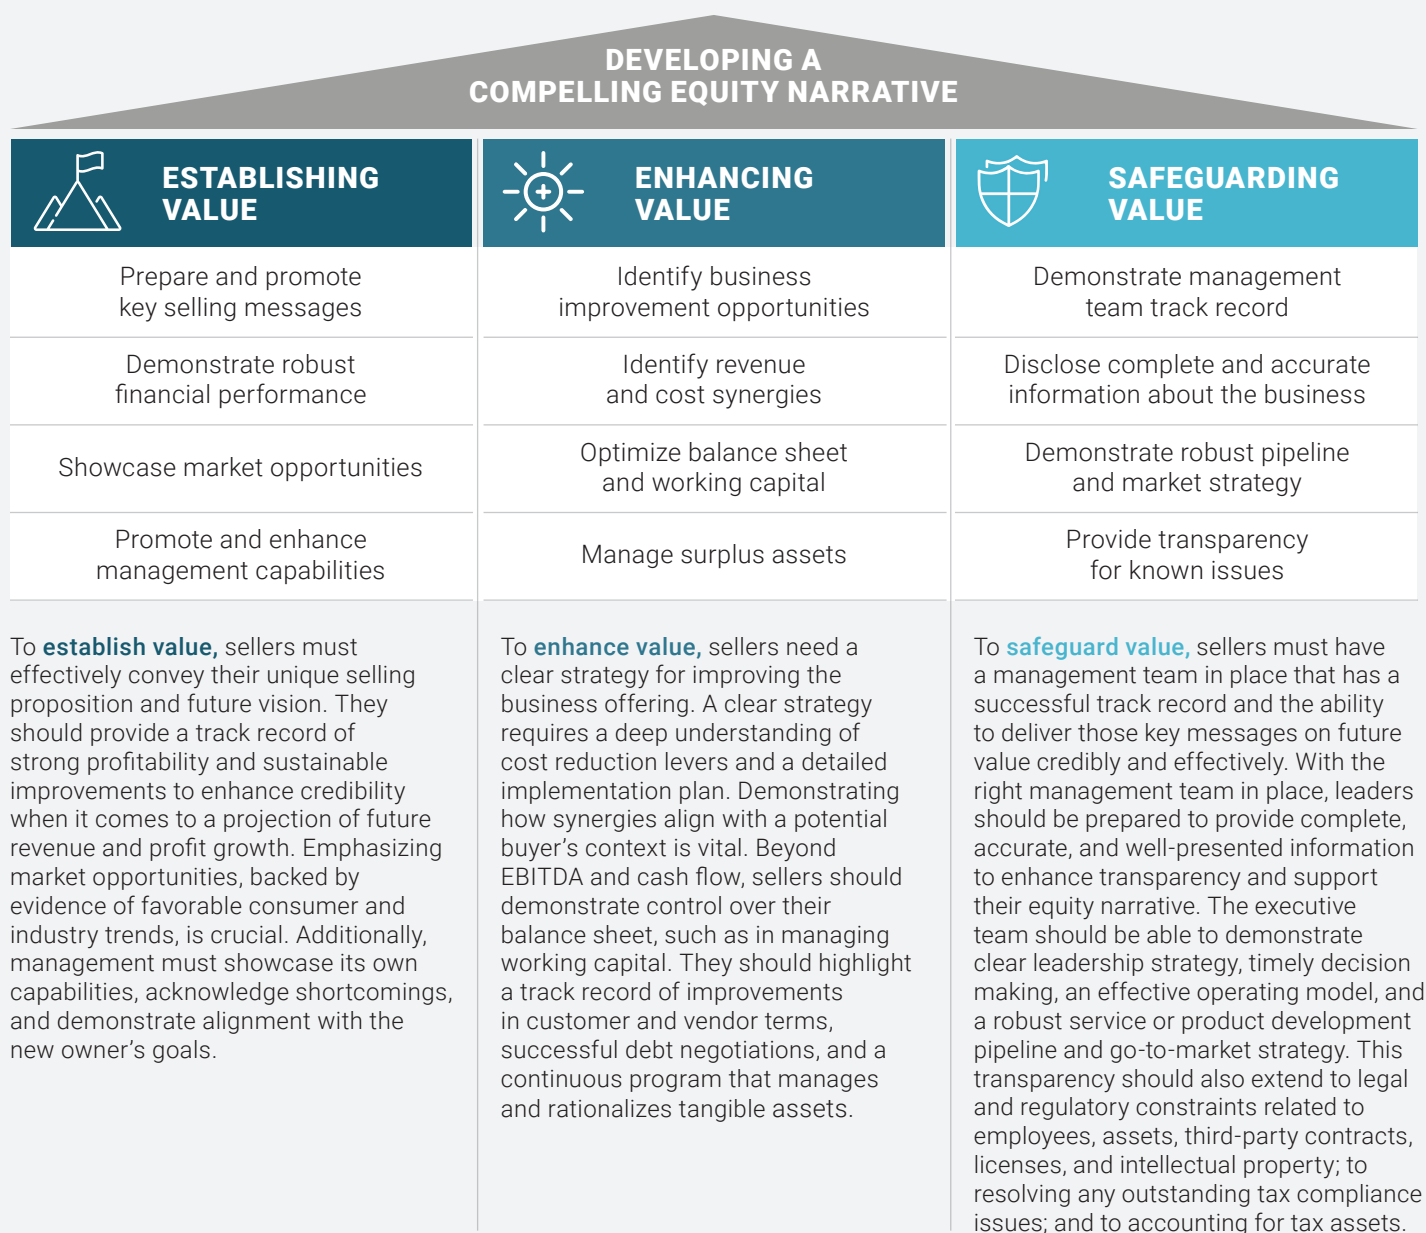 DEVELOPING A
COMPELLING EQUITY NARRATIVE
ESTABLISHING
VALUE
Prepare and promote
key selling messages
Demonstrate robust
financial performance
Showcase market opportunities
Promote and enhance
management capabilities
To establish value, sellers must
effectively convey their unique selling
proposition and future vision. They
should provide a track record of
strong profitability and sustainable
improvements to enhance credibility
when it comes to a projection of future
revenue and profit growth. Emphasizing
market opportunities, backed by
evidence of favorable consumer and
industry trends, is crucial. Additionally,
management must showcase its own
capabilities, acknowledge shortcomings,
and demonstrate alignment with the
new owner's goals.
ENHANCING
VALUE
Identify business
improvement opportunities
Identify revenue
and cost synergies
Optimize balance sheet
and working capital
Manage surplus assets
To enhance value, sellers need a
clear strategy for improving the
business offering. A clear strategy
requires a deep understanding of
cost reduction levers and a detailed
implementation plan. Demonstrating
how synergies align with a potential
buyer's context is vital. Beyond
EBITDA and cash flow, sellers should
demonstrate control over their
balance sheet, such as in managing
working capital. They should highlight
a track record of improvements
in customer and vendor terms,
successful debt negotiations, and a
continuous program that manages
and rationalizes tangible assets.
SAFEGUARDING
VALUE
Demonstrate management
team track record
Disclose complete and accurate
information about the business
Demonstrate robust pipeline
and market strategy
Provide transparency
for known issues
To safeguard value, sellers must have
a management team in place that has a
successful track record and the ability
to deliver those key messages on future
value credibly and effectively. With the
right management team in place, leaders
should be prepared to provide complete,
accurate, and well-presented information
to enhance transparency and support
their equity narrative. The executive
team should be able to demonstrate
clear leadership strategy, timely decision
making, an effective operating model, and
a robust service or product development
pipeline and go-to-market strategy. This
transparency should also extend to legal
and regulatory constraints related to
employees, assets, third-party contracts,
licenses, and intellectual property; to
resolving any outstanding tax compliance
issues; and to accounting for tax assets.